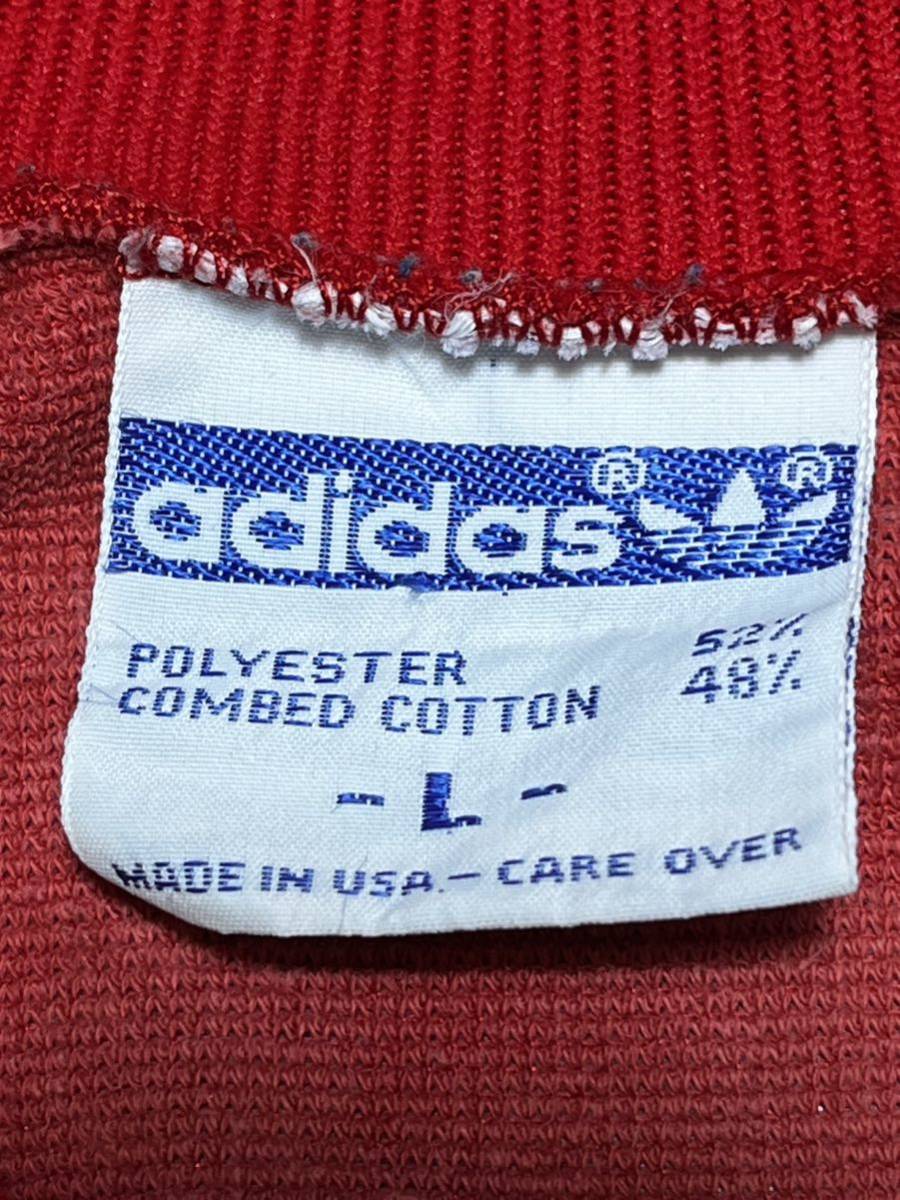 adidas® ®
POLYESTER 52%
COMBED COTTON 48%
- L -
MADE IN USA.- CARE OVER